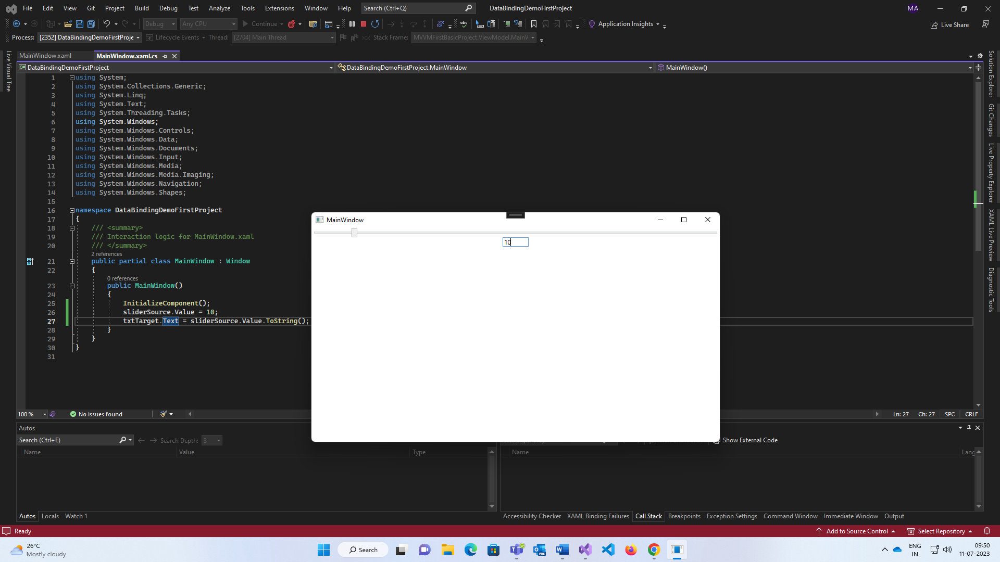 File Edit View Git Project Build Debug Test Analyze Tools Extensions Window Help Search (Ctrl+Q) DataBindingDemoFirstProject MA
Debug Any CPU Continue Application Insights Live Share
Process: [2352] DataBindingDemoFirstProje Lifecycle Events Thread: [2704] Main Thread Stack Frame: MVVMFirstBasicProject.ViewModel.MainV
MainWindow.xaml MainWindow.xaml.cs
DataBindingDemoFirstProject DataBindingDemoFirstProject.MainWindow MainWindow()
Live Visual Tree
1 using System;
2 using System.Collections.Generic;
3 using System.Linq;
4 using System.Text;
5 using System.Threading.Tasks;
6 using System.Windows;
7 using System.Windows.Controls;
8 using System.Windows.Data;
9 using System.Windows.Documents;
10 using System.Windows.Input;
11 using System.Windows.Media;
12 using System.Windows.Media.Imaging;
13 using System.Windows.Navigation;
14 using System.Windows.Shapes;
15
16 namespace DataBindingDemoFirstProject
17 {
18 /// <summary>
19 /// Interaction logic for MainWindow.xaml
20 /// </summary>
2 references
21 public partial class MainWindow : Window
22 {
0 references
23 public MainWindow()
24 {
25 InitializeComponent();
26 sliderSource.Value = 10;
27 txtTarget.Text = sliderSource.Value.ToString();
28 }
29 }
30 }
31
MainWindow
10
Solution Explorer
Git Changes
Live Property Explorer
XAML Live Preview
Diagnostic Tools
100 % No issues found Ln: 27 Ch: 27 SPC CRLF
Autos
Search (Ctrl+E) Search Depth: 3 Show External Code
Name Value Type Name Lang
Autos Locals Watch 1 Accessibility Checker XAML Binding Failures Call Stack Breakpoints Exception Settings Command Window Immediate Window Output
Ready Add to Source Control Select Repository
26°C
Mostly cloudy
Search
ENG
IN
09:50
11-07-2023